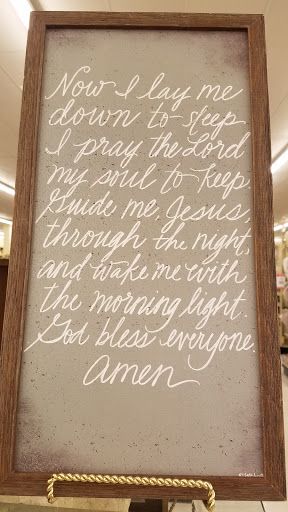 Now I lay me
down to sleep
I pray the Lord
my soul to keep.
Guide me, Jesus,
through the night,
and wake me with
the morning light.
God bless everyone.
Amen